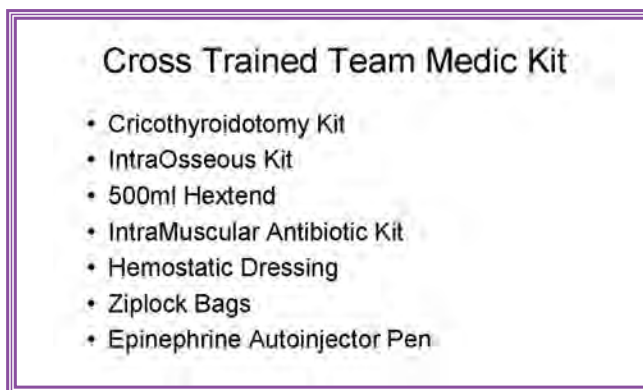 Cross Trained Team Medic Kit
• Cricothyroidotomy Kit
• IntraOsseous Kit
• 500ml Hextend
• IntraMuscular Antibiotic Kit
• Hemostatic Dressing
• Ziplock Bags
• Epinephrine Autoinjector Pen